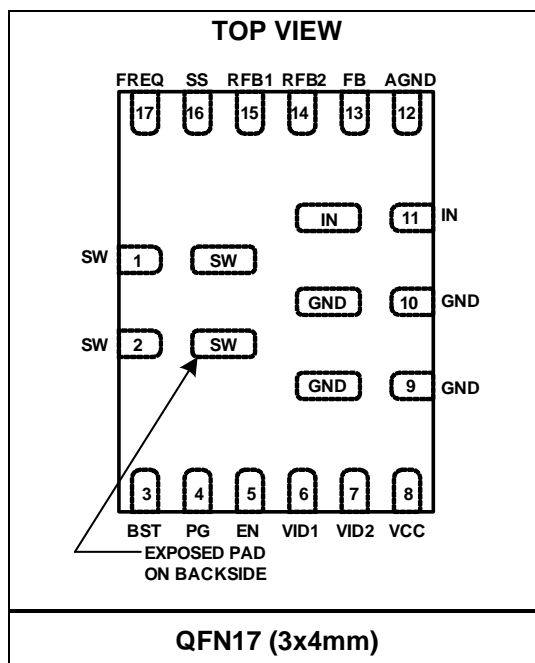 TOP VIEW
FREQ SS RFB1 RFB2 FB AGND
17 16 15 14 13 12
IN 11 IN
SW 1 SW
GND 10 GND
SW 2 SW
GND 9 GND
3 4 5 6 7 8
BST PG EN VID1 VID2 VCC
EXPOSED PAD
ON BACKSIDE
QFN17 (3x4mm)